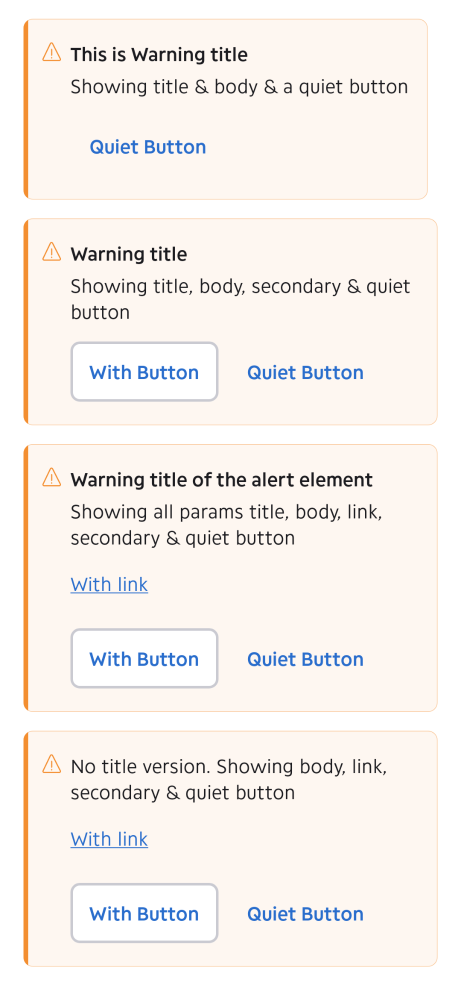 This is Warning title
Showing title & body & a quiet button
Quiet Button
Warning title
Showing title, body, secondary & quiet
button
With Button
Quiet Button
Warning title of the alert element
Showing all params title, body, link,
secondary & quiet button
With link
With Button
Quiet Button
No title version. Showing body, link,
secondary & quiet button
With link
With Button
Quiet Button